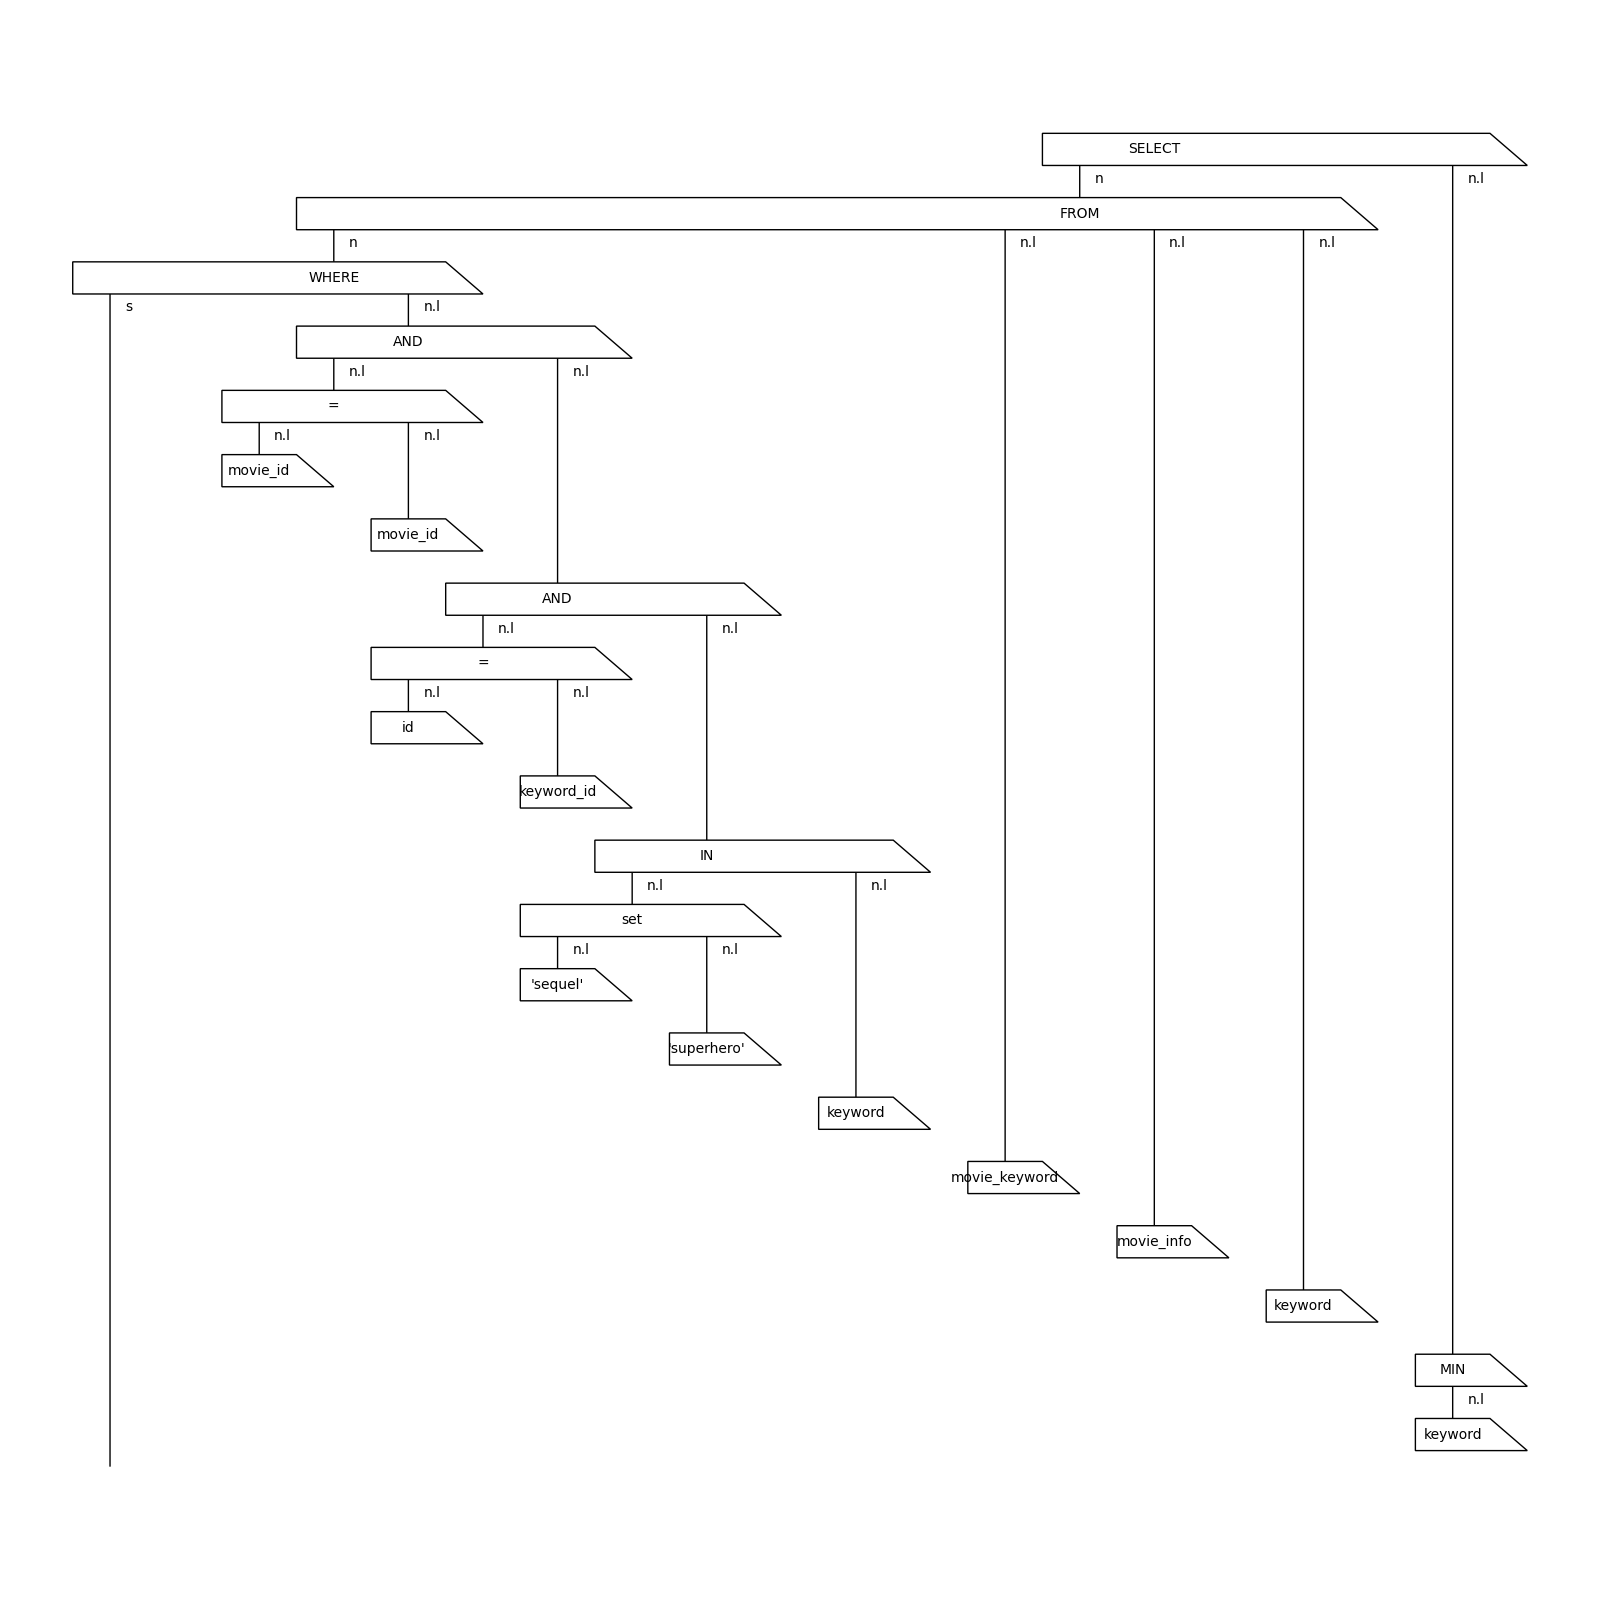 SELECT
n n.l
FROM
n n.l n.l n.l
WHERE
s n.l
AND
n.l n.l
=
n.l n.l
movie_id
movie_id
AND
n.l n.l
=
n.l n.l
id
keyword_id
IN
n.l n.l
set
n.l n.l
'sequel'
'superhero'
keyword
movie_keyword
movie_info
keyword
MIN
n.l
keyword